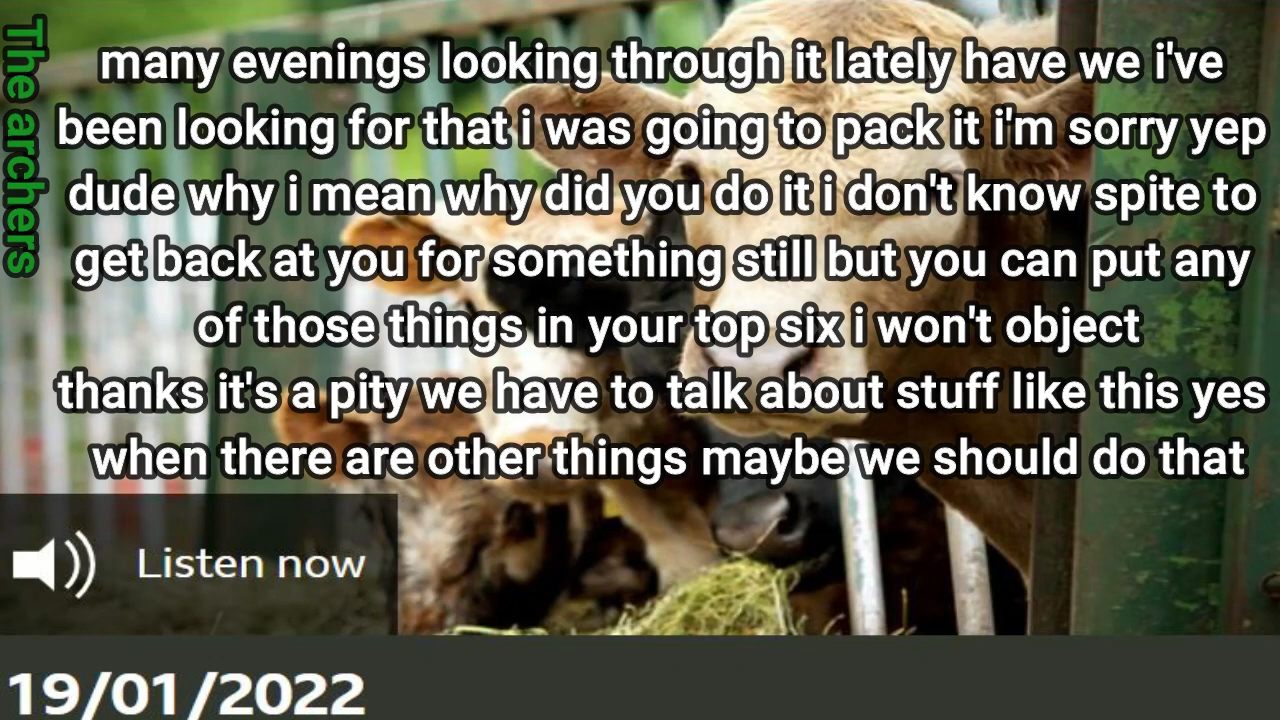 The archers
many evenings looking through it lately have we i've
been looking for that i was going to pack it i'm sorry yep
dude why i mean why did you do it i don't know spite to
get back at you for something still but you can put any
of those things in your top six i won't object
thanks it's a pity we have to talk about stuff like this yes
when there are other things maybe we should do that
Listen now
19/01/2022